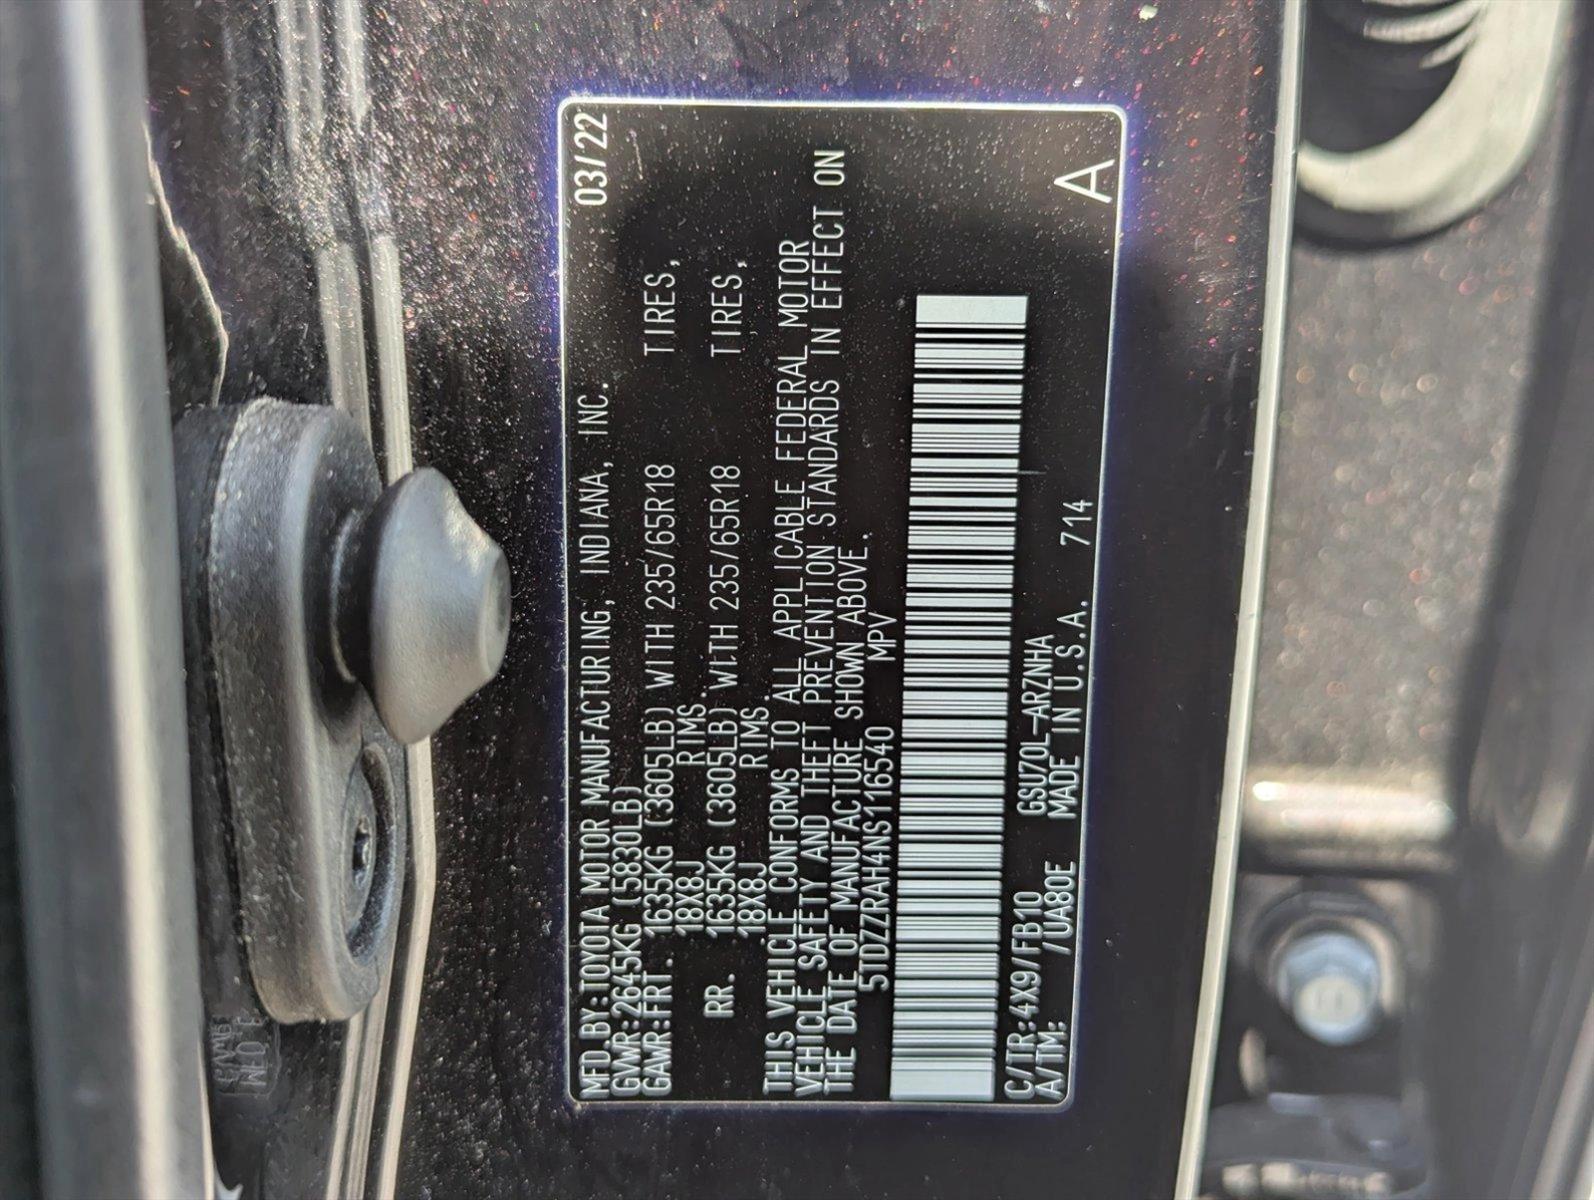 MFD.BY:TOYOTA MOTOR MANUFACTURING, INDIANA, INC. 03/22
GVWR:2645KG (5830LB)
GAWR:FRT. 1635KG (3605LB) WITH 235/65R18 TIRES,
18X8J RIMS.
RR. 1635KG (3605LB) WITH 235/65R18 TIRES,
18X8J RIMS.
THIS VEHICLE CONFORMS TO ALL APPLICABLE FEDERAL MOTOR
VEHICLE SAFETY AND THEFT PREVENTION STANDARDS IN EFFECT ON
THE DATE OF MANUFACTURE SHOWN ABOVE.
5TDZZRAH4NS116540 MPV
C/TR:4X9/FB10 GSU70L-ARZNHA
A/TM: /UA80E MADE IN U.S.A. 714 A